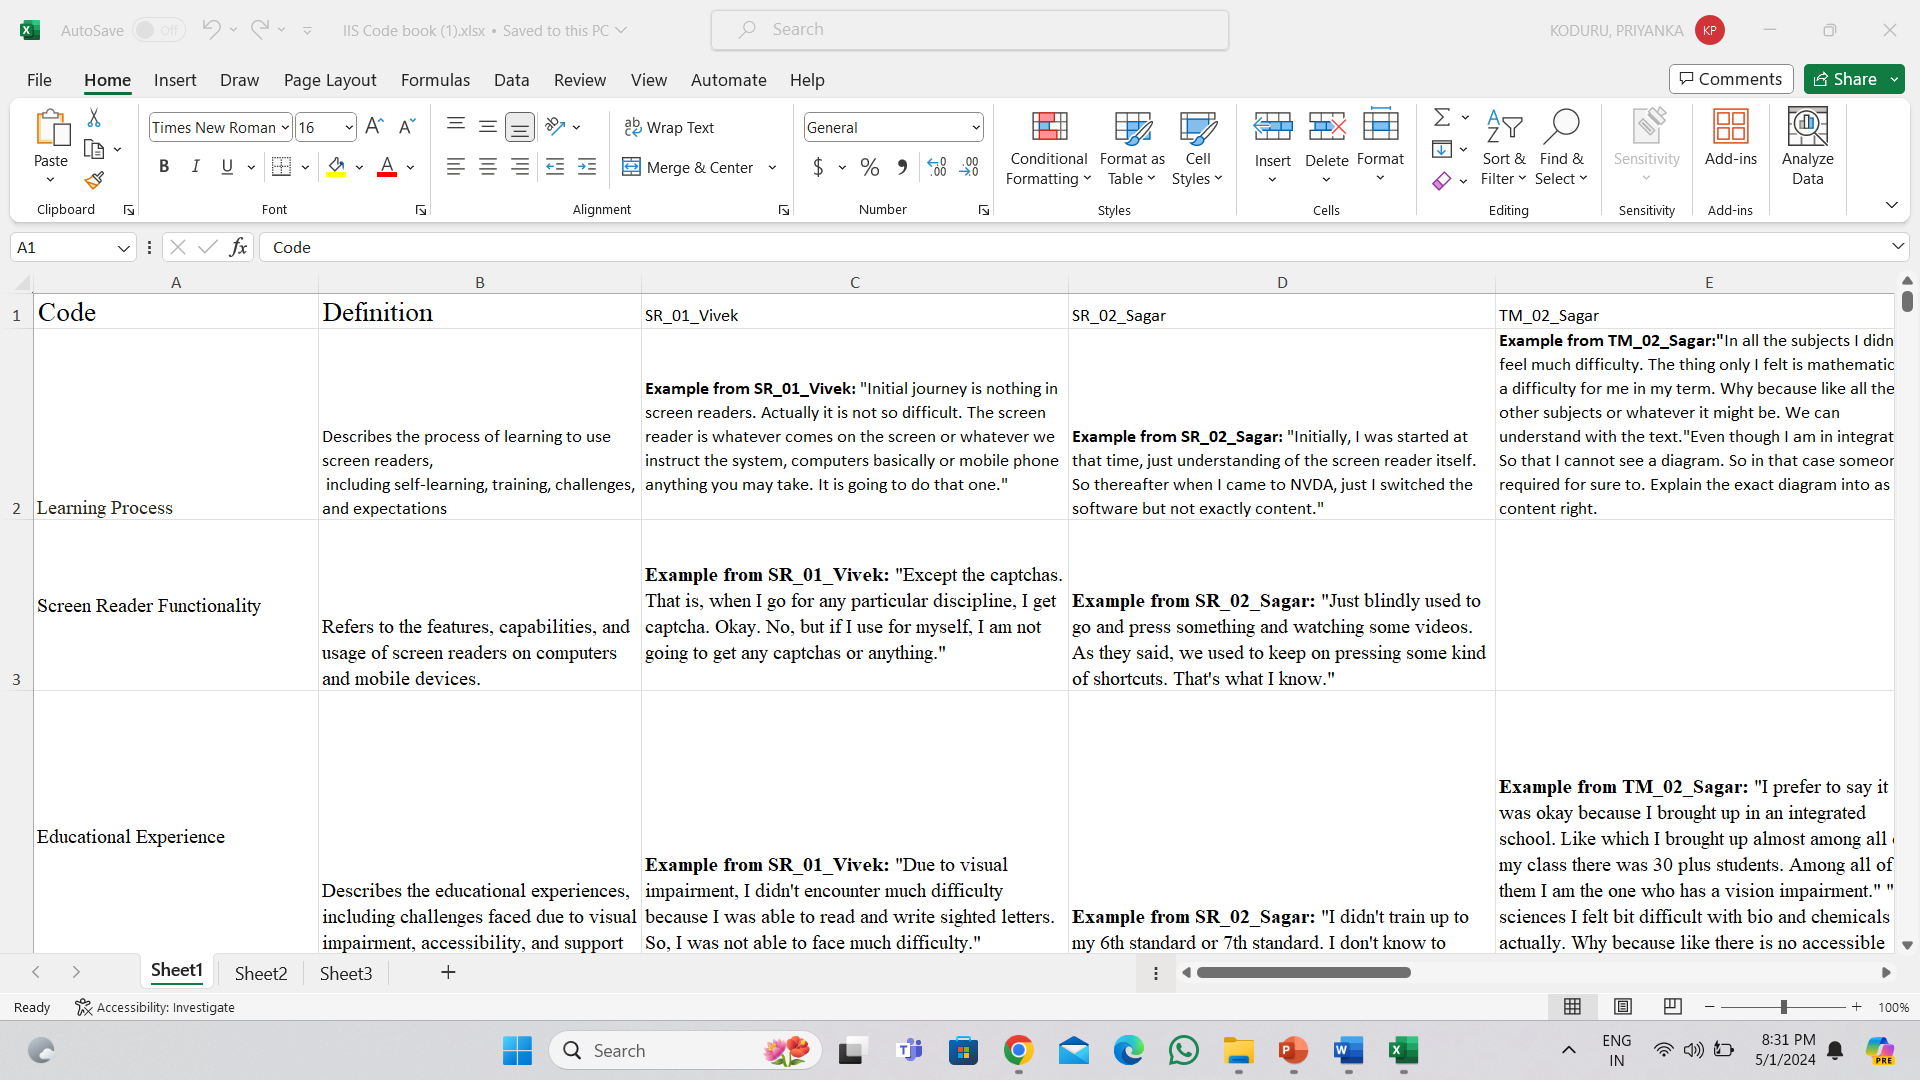 AutoSave Off IIS Code book (1).xlsx • Saved to this PC Search KODURU, PRIYANKA KP
File Home Insert Draw Page Layout Formulas Data Review View Automate Help Comments Share
Times New Roman 16 Wrap Text General
Paste B I U A Merge & Center $ % Conditional Formatting Format as Table Cell Styles Insert Delete Format Sort & Filter Find & Select Sensitivity Add-ins Analyze Data
Clipboard Font Alignment Number Styles Cells Editing Sensitivity Add-ins
A1 fx Code
A B C D E
1 Code Definition SR_01_Vivek SR_02_Sagar TM_02_Sagar
2 Learning Process
Describes the process of learning to use
screen readers,
including self-learning, training, challenges,
and expectations
Example from SR_01_Vivek: "Initial journey is nothing in
screen readers. Actually it is not so difficult. The screen
reader is whatever comes on the screen or whatever we
instruct the system, computers basically or mobile phone
anything you may take. It is going to do that one."
Example from SR_02_Sagar: "Initially, I was started at
that time, just understanding of the screen reader itself.
So thereafter when I came to NVDA, just I switched the
software but not exactly content."
Example from TM_02_Sagar:"In all the subjects I didn
feel much difficulty. The thing only I felt is mathematic
a difficulty for me in my term. Why because like all the
other subjects or whatever it might be. We can
understand with the text."Even though I am in integrat
So that I cannot see a diagram. So in that case someor
required for sure to. Explain the exact diagram into as
content right.
3 Screen Reader Functionality
Refers to the features, capabilities, and
usage of screen readers on computers
and mobile devices.
Example from SR_01_Vivek: "Except the captchas.
That is, when I go for any particular discipline, I get
captcha. Okay. No, but if I use for myself, I am not
going to get any captchas or anything."
Example from SR_02_Sagar: "Just blindly used to
go and press something and watching some videos.
As they said, we used to keep on pressing some kind
of shortcuts. That's what I know."
Educational Experience
Describes the educational experiences,
including challenges faced due to visual
impairment, accessibility, and support
Example from SR_01_Vivek: "Due to visual
impairment, I didn't encounter much difficulty
because I was able to read and write sighted letters.
So, I was not able to face much difficulty."
Example from SR_02_Sagar: "I didn't train up to
my 6th standard or 7th standard. I don't know to
Example from TM_02_Sagar: "I prefer to say it
was okay because I brought up in an integrated
school. Like which I brought up almost among all
my class there was 30 plus students. Among all of
them I am the one who has a vision impairment." "
sciences I felt bit difficult with bio and chemicals
actually. Why because like there is no accessible
Sheet1 Sheet2 Sheet3
Ready Accessibility: Investigate 100%
Search ENG IN 8:31 PM 5/1/2024 PRE